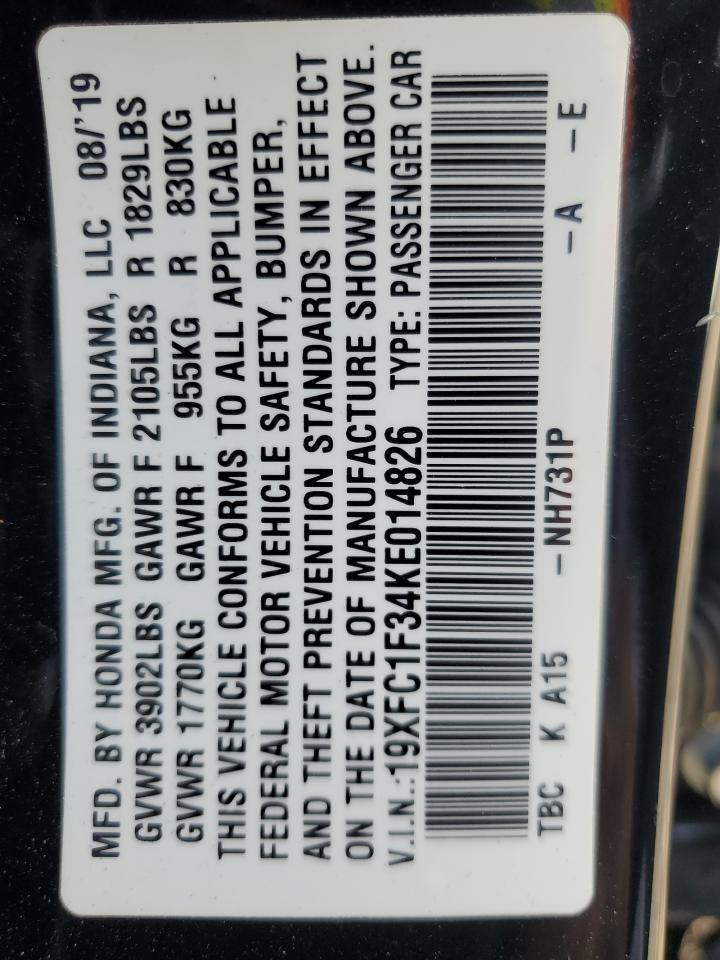 MFD. BY HONDA MFG. OF INDIANA, LLC 08/'19
GVWR 3902LBS GAWR F 2105LBS R 1829LBS
GVWR 1770KG GAWR F 955KG R 830KG
THIS VEHICLE CONFORMS TO ALL APPLICABLE
FEDERAL MOTOR VEHICLE SAFETY, BUMPER,
AND THEFT PREVENTION STANDARDS IN EFFECT
ON THE DATE OF MANUFACTURE SHOWN ABOVE.
V.I.N.:19XFC1F34KE014826 TYPE: PASSENGER CAR
TBC K A15 –NH731P –A –E